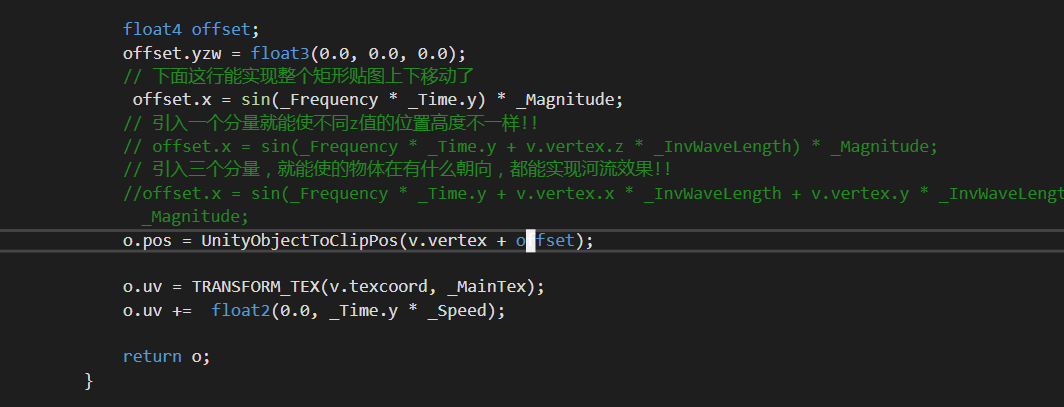 float4 offset;
offset.yzw = float3(0.0, 0.0, 0.0);
// 下面这行能实现整个矩形贴图上下移动了
offset.x = sin(_Frequency * _Time.y) * _Magnitude;
// 引入一个分量就能使不同z值的位置高度不一样!!
// offset.x = sin(_Frequency * _Time.y + v.vertex.z * _InvWaveLength) * _Magnitude;
// 引入三个分量，就能使的物体在有什么朝向，都能实现河流效果!!
//offset.x = sin(_Frequency * _Time.y + v.vertex.x * _InvWaveLength + v.vertex.y * _InvWaveLengt
_Magnitude;
o.pos = UnityObjectToClipPos(v.vertex + offset);
o.uv = TRANSFORM_TEX(v.texcoord, _MainTex);
o.uv += float2(0.0, _Time.y * _Speed);
return o;
}